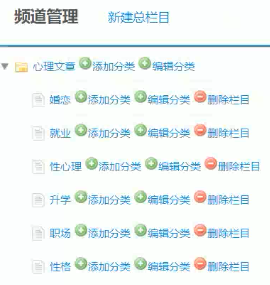 频道管理 新建总栏目
心理文章 添加分类 编辑分类
婚恋 添加分类 编辑分类 删除栏目
就业 添加分类 编辑分类 删除栏目
性心理 添加分类 编辑分类 删除栏目
升学 添加分类 编辑分类 删除栏目
职场 添加分类 编辑分类 删除栏目
性格 添加分类 编辑分类 删除栏目